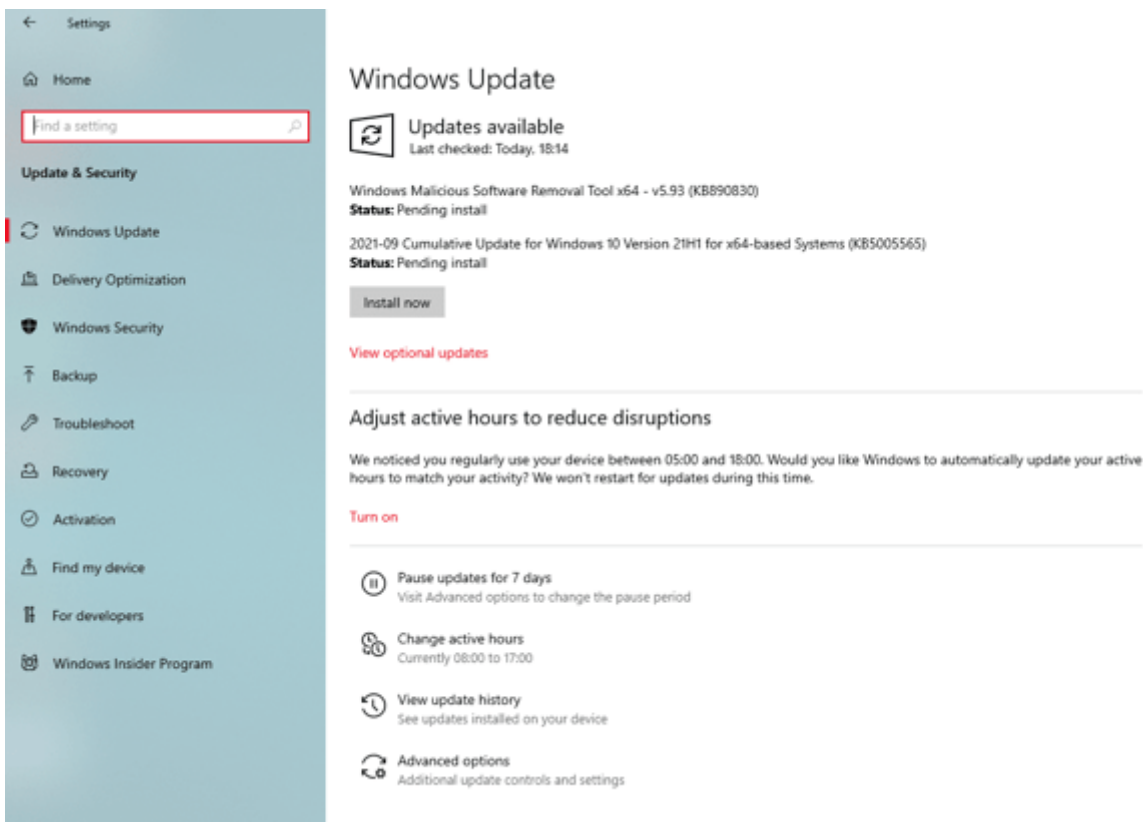 Settings
Home
Find a setting
Update & Security
Windows Update
Delivery Optimization
Windows Security
Backup
Troubleshoot
Recovery
Activation
Find my device
For developers
Windows Insider Program
Windows Update
Updates available
Last checked: Today, 18:14
Windows Malicious Software Removal Tool x64 - v5.93 (KB890830)
Status: Pending install
2021-09 Cumulative Update for Windows 10 Version 21H1 for x64-based Systems (KB5005565)
Status: Pending install
Install now
View optional updates
Adjust active hours to reduce disruptions
We noticed you regularly use your device between 05:00 and 18:00. Would you like Windows to automatically update your active
hours to match your activity? We won't restart for updates during this time.
Turn on
Pause updates for 7 days
Visit Advanced options to change the pause period
Change active hours
Currently 08:00 to 17:00
View update history
See updates installed on your device
Advanced options
Additional update controls and settings